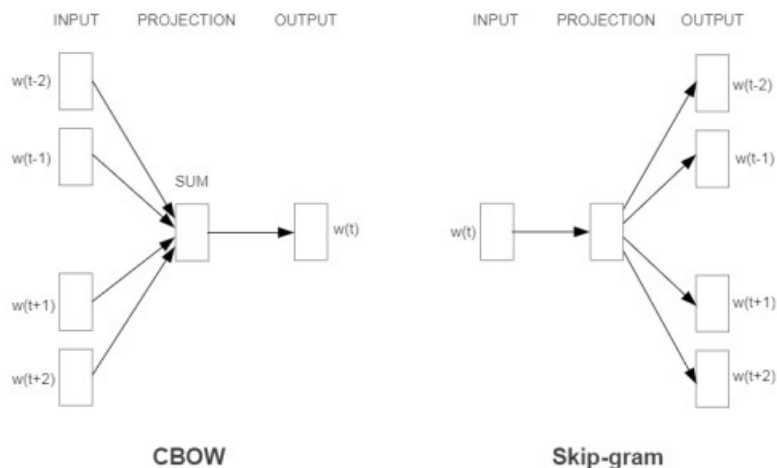 INPUT PROJECTION OUTPUT
w(t-2)
w(t-1)
SUM
w(t)
w(t+1)
w(t+2)
CBOW
INPUT PROJECTION OUTPUT
w(t-2)
w(t-1)
w(t)
w(t+1)
w(t+2)
Skip-gram